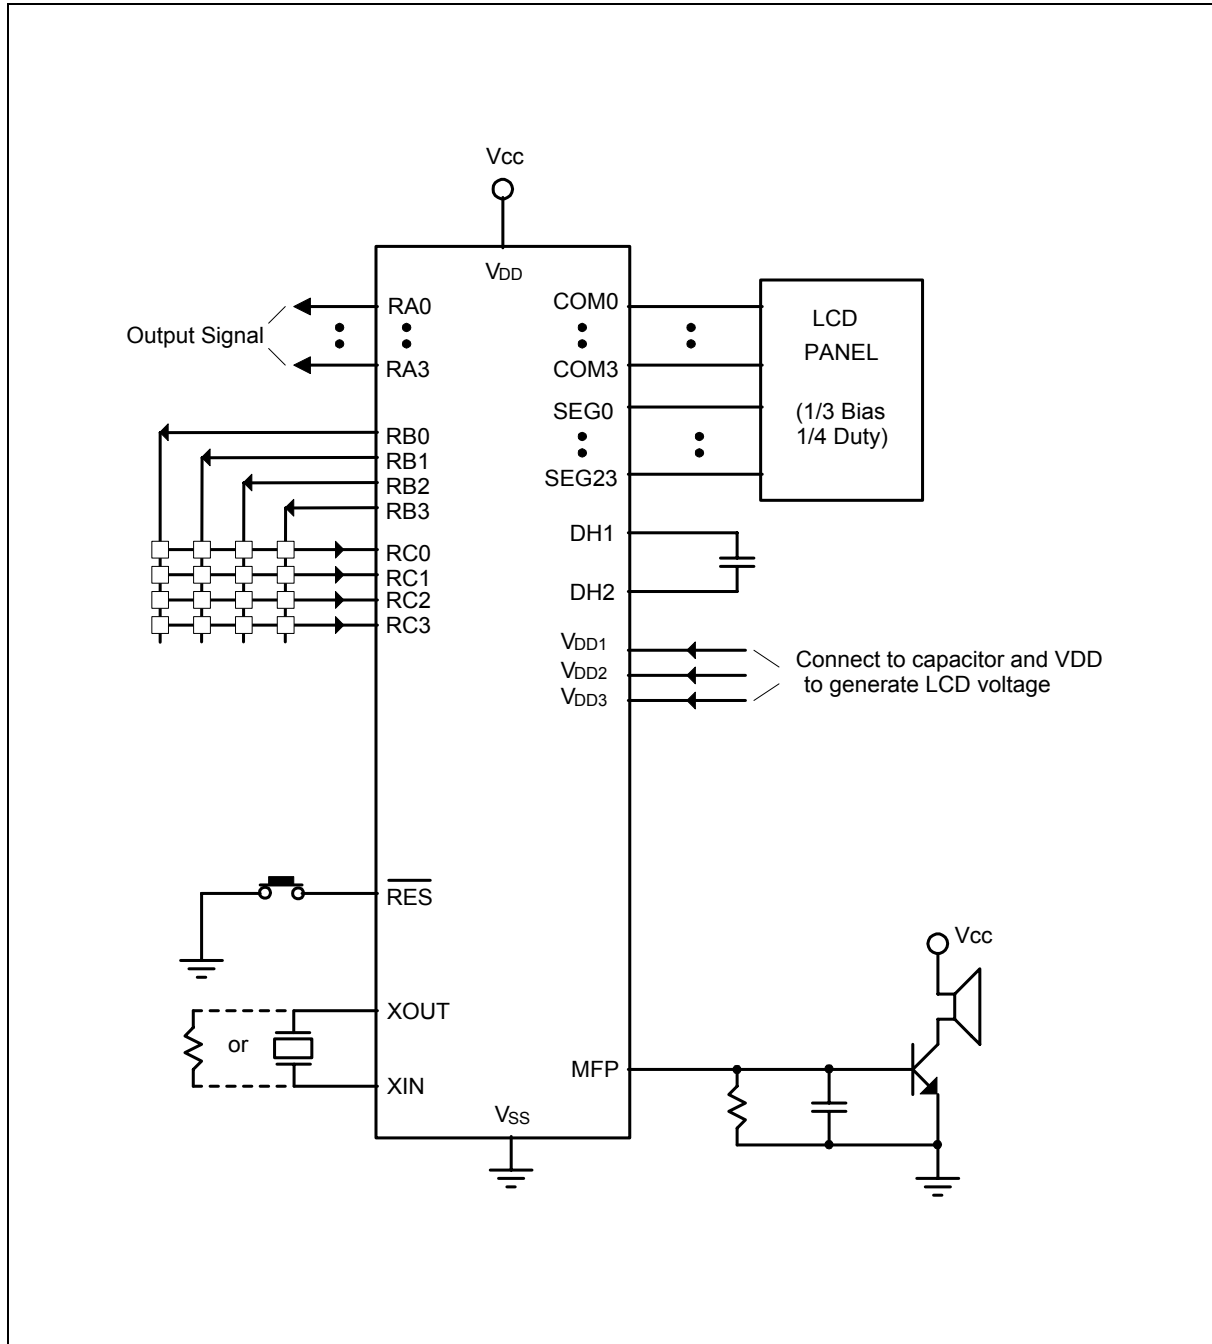 Vcc
VDD
Output Signal
RA0
RA3
RB0
RB1
RB2
RB3
RC0
RC1
RC2
RC3
RES
XOUT
or
XIN
VSS
COM0
COM3
SEG0
SEG23
LCD
PANEL
(1/3 Bias
1/4 Duty)
DH1
DH2
VDD1
VDD2
VDD3
Connect to capacitor and VDD
to generate LCD voltage
MFP
Vcc